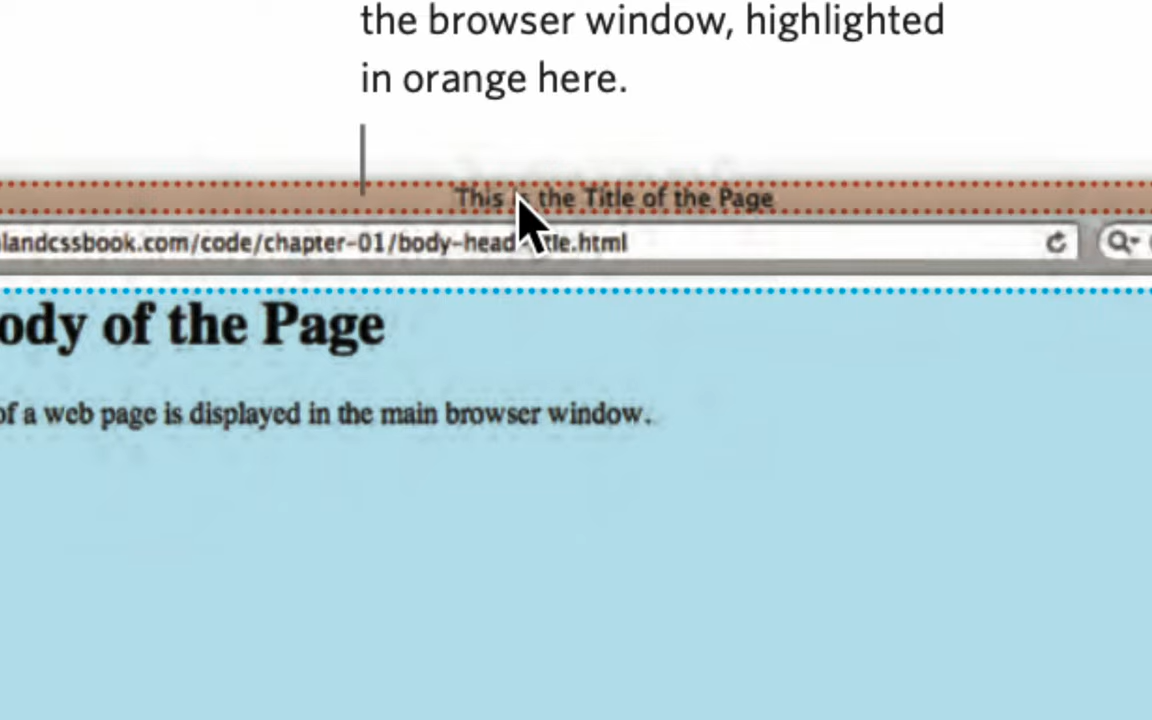 the browser window, highlighted
in orange here.
This the Title of the Page
landcssbook.com/code/chapter-01/body-head tle.html
ody of the Page
of a web page is displayed in the main browser window.